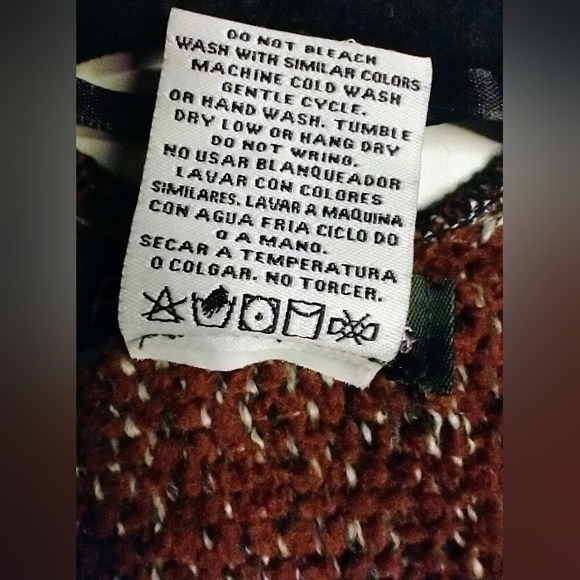 DO NOT BLEACH
WASH WITH SIMILAR COLORS
MACHINE COLD WASH
GENTLE CYCLE.
OR HAND WASH. TUMBLE
DRY LOW OR HANG DRY
DO NOT WRING.
NO USAR BLANQUEADOR
LAVAR CON COLORES
SIMILARES. LAVAR A MAQUINA
CON AGUA FRIA CICLO DO
O A MANO.
SECAR A TEMPERATURA
O COLGAR. NO TORCER.